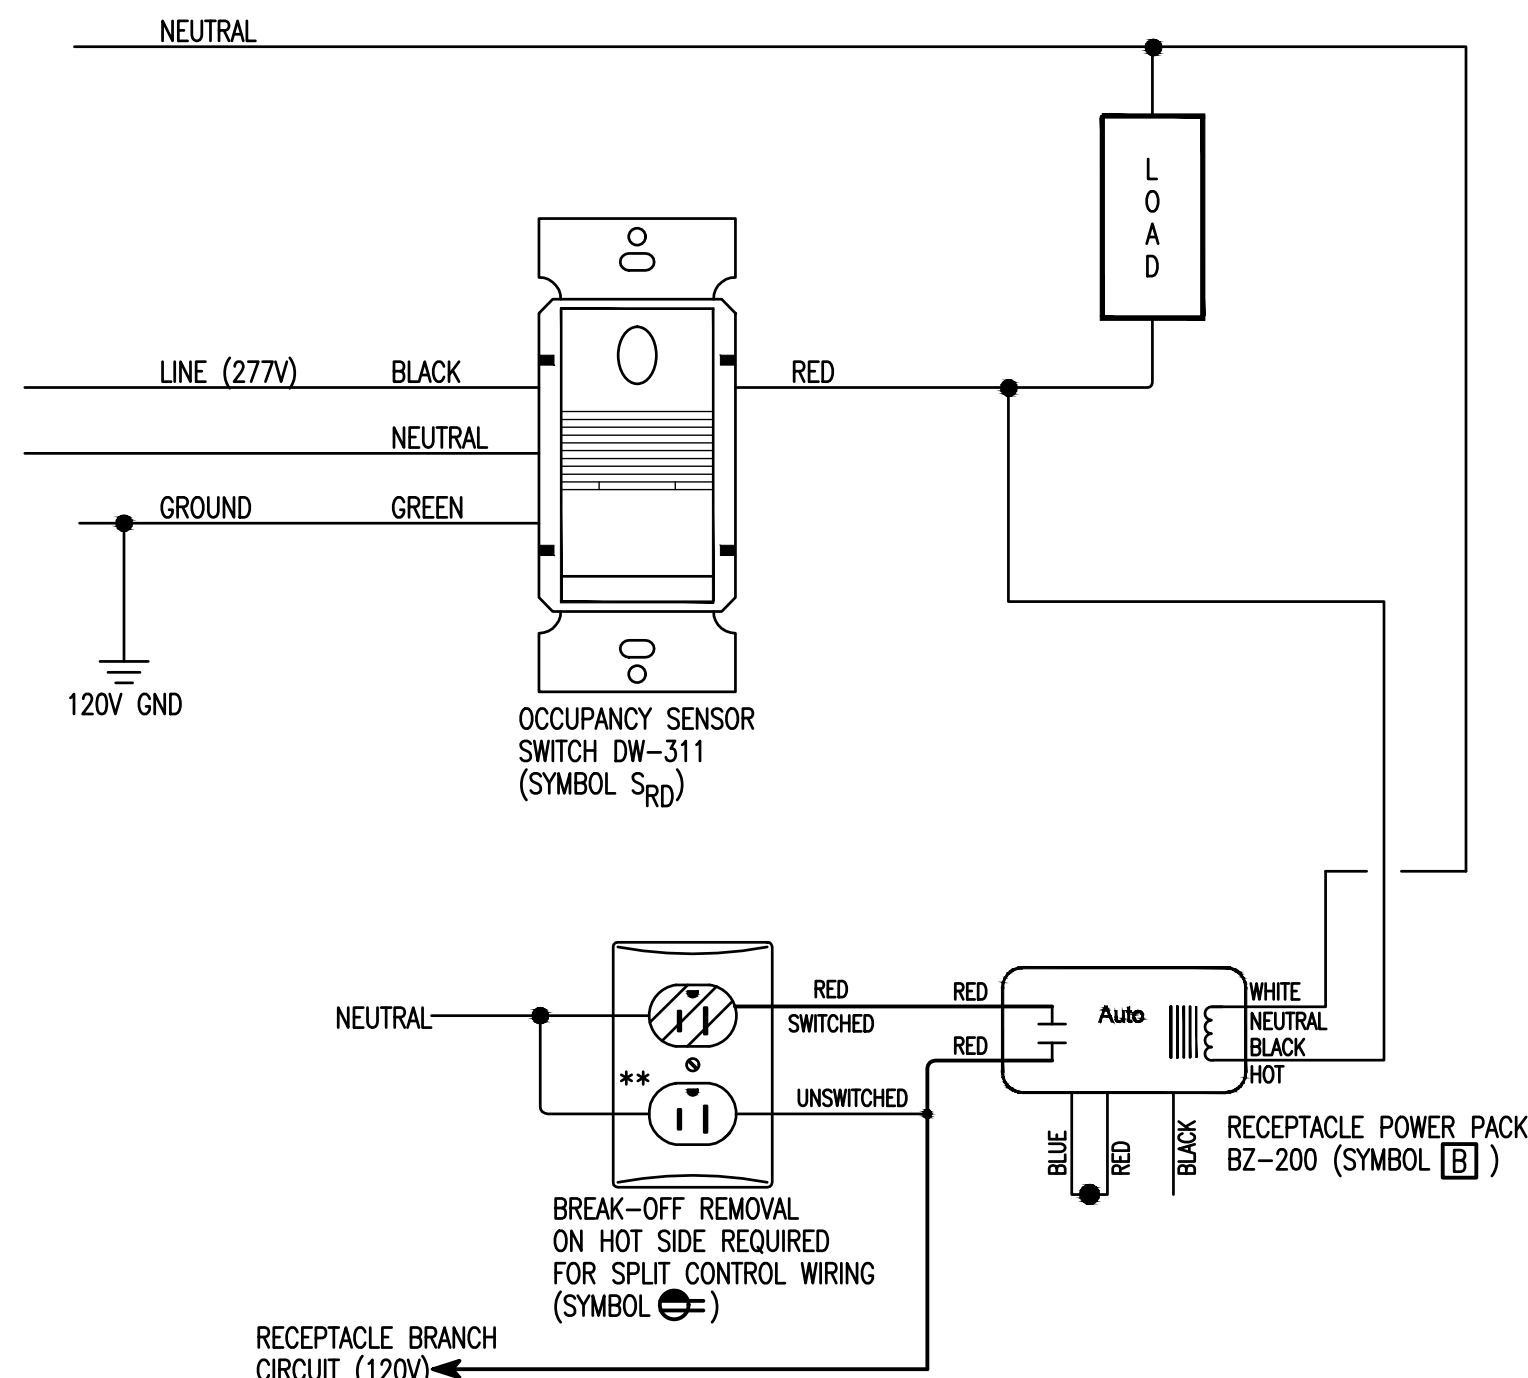 NEUTRAL
LOAD
LINE (277V) BLACK
RED
NEUTRAL
GROUND GREEN
120V GND
OCCUPANCY SENSOR
SWITCH DW-311
(SYMBOL SRD)
NEUTRAL
RED
SWITCHED
RED
RED
UNSWITCHED
**
Auto
WHITE
NEUTRAL
BLACK
HOT
BLUE
RED
BLACK
RECEPTACLE POWER PACK
BZ-200 (SYMBOL B )
BREAK-OFF REMOVAL
ON HOT SIDE REQUIRED
FOR SPLIT CONTROL WIRING
(SYMBOL )
RECEPTACLE BRANCH
CIRCUIT (120V)